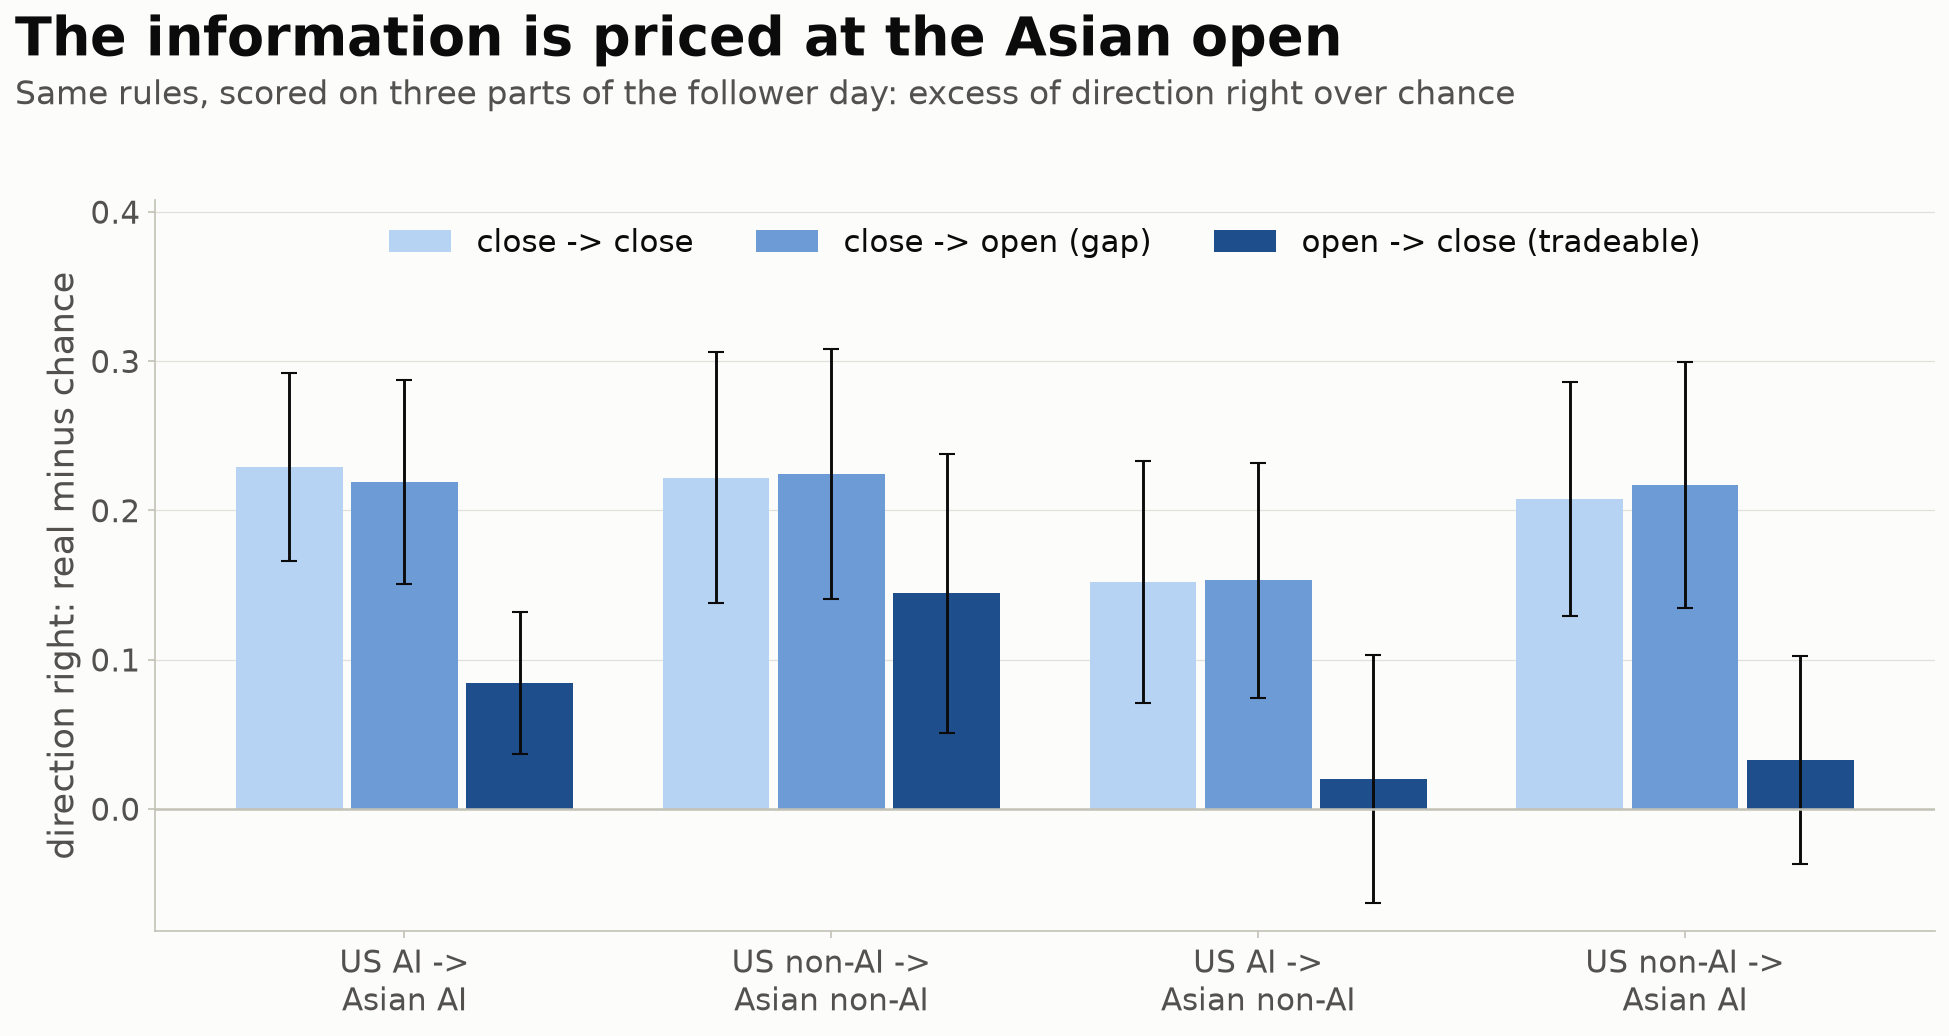 The information is priced at the Asian open
Same rules, scored on three parts of the follower day: excess of direction right over chance
close -> close
close -> open (gap)
open -> close (tradeable)
direction right: real minus chance
0.4
0.3
0.2
0.1
0.0
US AI ->
Asian AI
US non-AI ->
Asian non-AI
US AI ->
Asian non-AI
US non-AI ->
Asian AI